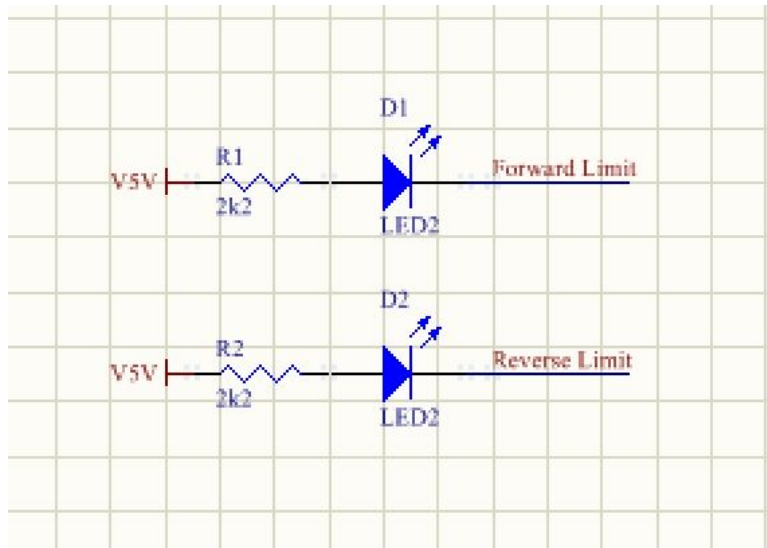 D1
R1
Forward Limit
V5V
2k2
LED2
D2
R2
Reverse Limit
V5V
2k2
LED2